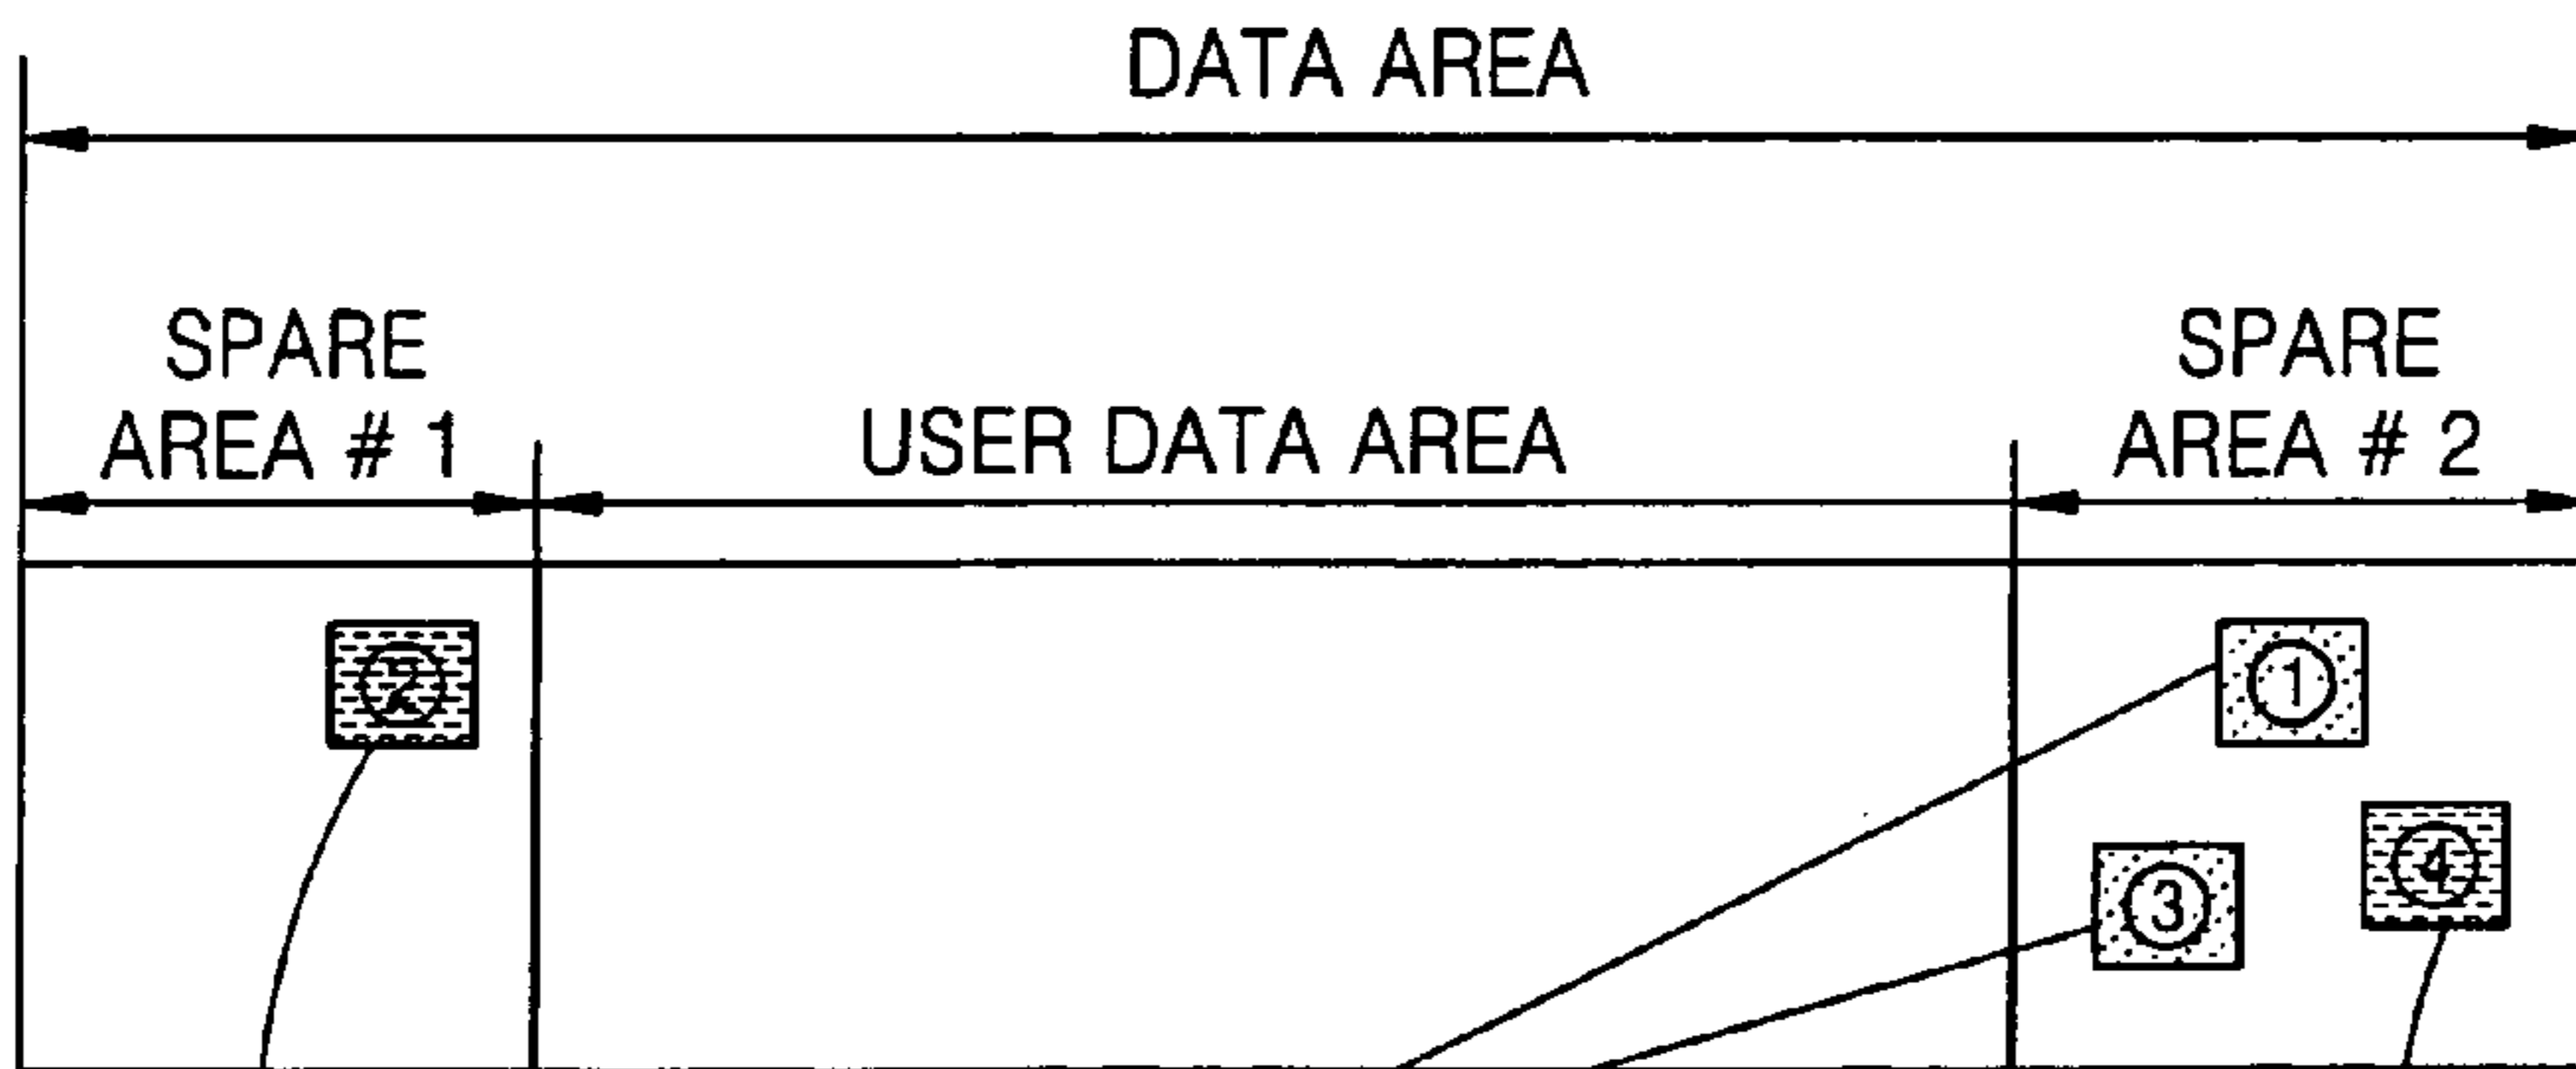 DATA AREA
SPARE
AREA # 1
USER DATA AREA
SPARE
AREA # 2
②
①
③
④